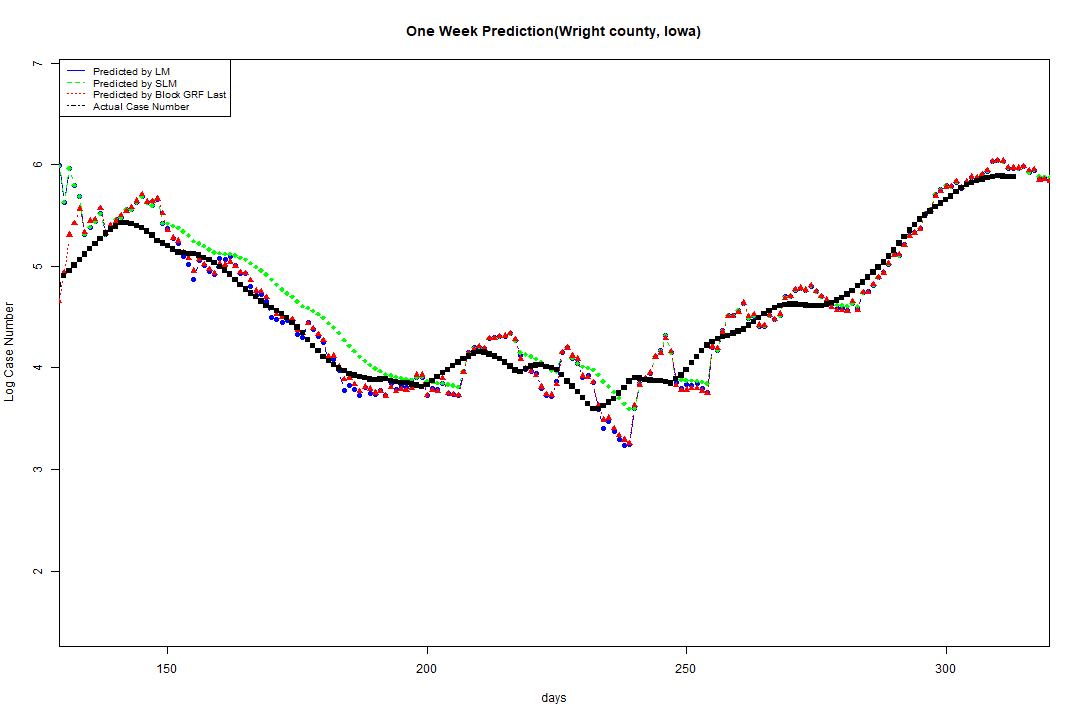 One Week Prediction(Wright county, Iowa)
Predicted by LM
Predicted by SLM
Predicted by Block GRF Last
Actual Case Number
7
6
5
4
3
2
Log Case Number
150 200 250 300
days